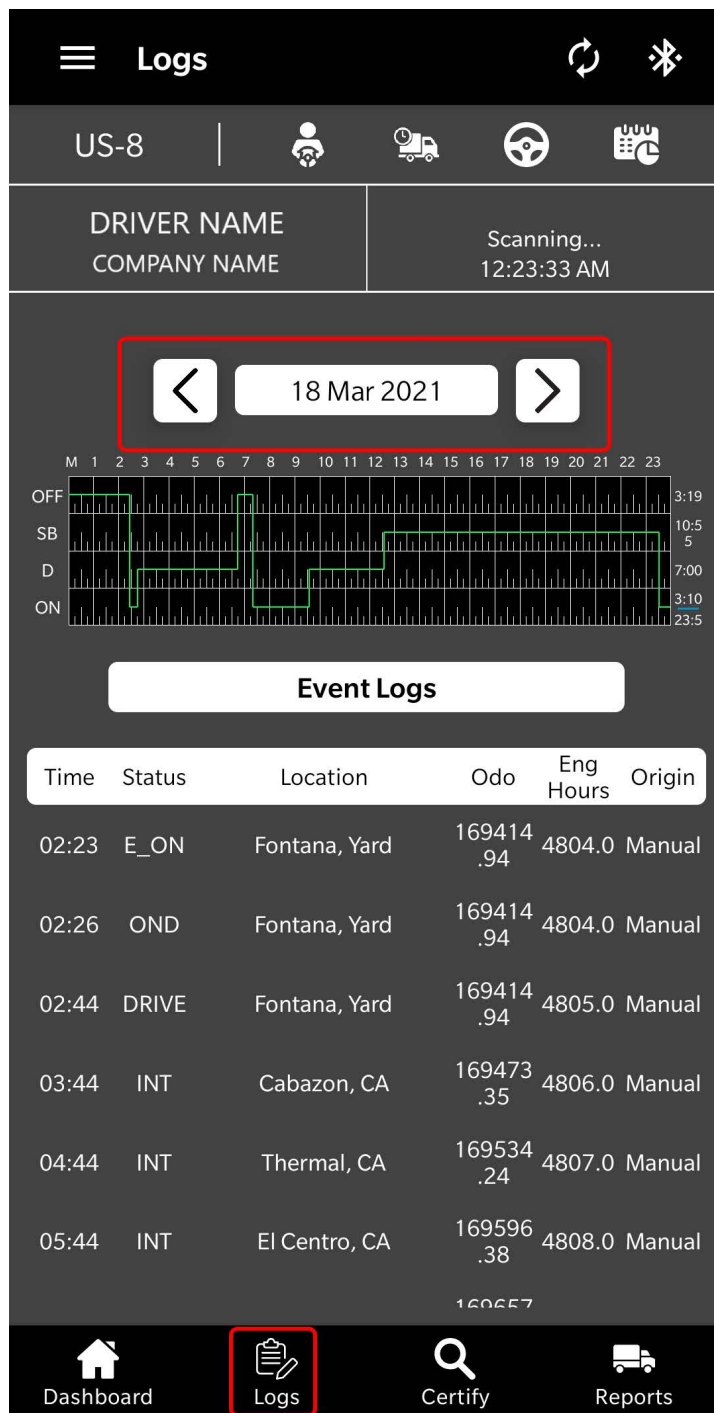 Logs
US-8
DRIVER NAME
COMPANY NAME
Scanning...
12:23:33 AM
18 Mar 2021
M 1 2 3 4 5 6 7 8 9 10 11 12 13 14 15 16 17 18 19 20 21 22 23
OFF 3:19
SB 10:5
5
D 7:00
ON 3:10
23:5
Event Logs
Time Status Location Odo Eng Hours Origin
02:23 E_ON Fontana, Yard 169414.94 4804.0 Manual
02:26 OND Fontana, Yard 169414.94 4804.0 Manual
02:44 DRIVE Fontana, Yard 169414.94 4805.0 Manual
03:44 INT Cabazon, CA 169473.35 4806.0 Manual
04:44 INT Thermal, CA 169534.24 4807.0 Manual
05:44 INT El Centro, CA 169596.38 4808.0 Manual
169657
Dashboard Logs Certify Reports